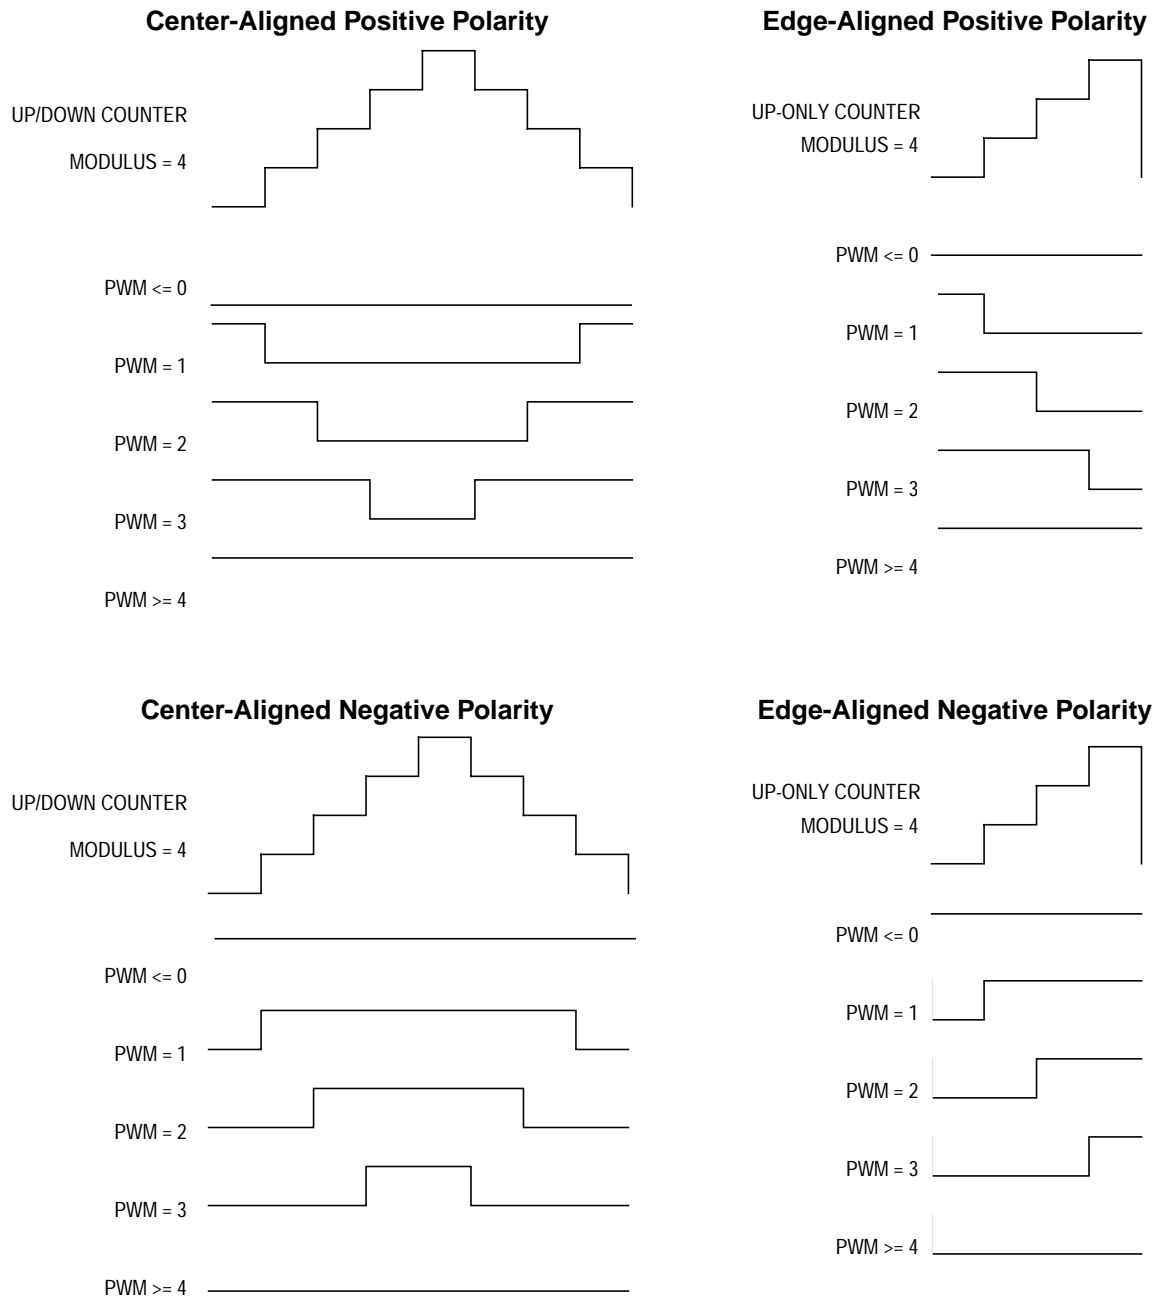 Center-Aligned Positive Polarity
UP/DOWN COUNTER
MODULUS = 4
PWM <= 0
PWM = 1
PWM = 2
PWM = 3
PWM >= 4
Edge-Aligned Positive Polarity
UP-ONLY COUNTER
MODULUS = 4
PWM <= 0
PWM = 1
PWM = 2
PWM = 3
PWM >= 4
Center-Aligned Negative Polarity
UP/DOWN COUNTER
MODULUS = 4
PWM <= 0
PWM = 1
PWM = 2
PWM = 3
PWM >= 4
Edge-Aligned Negative Polarity
UP-ONLY COUNTER
MODULUS = 4
PWM <= 0
PWM = 1
PWM = 2
PWM = 3
PWM >= 4